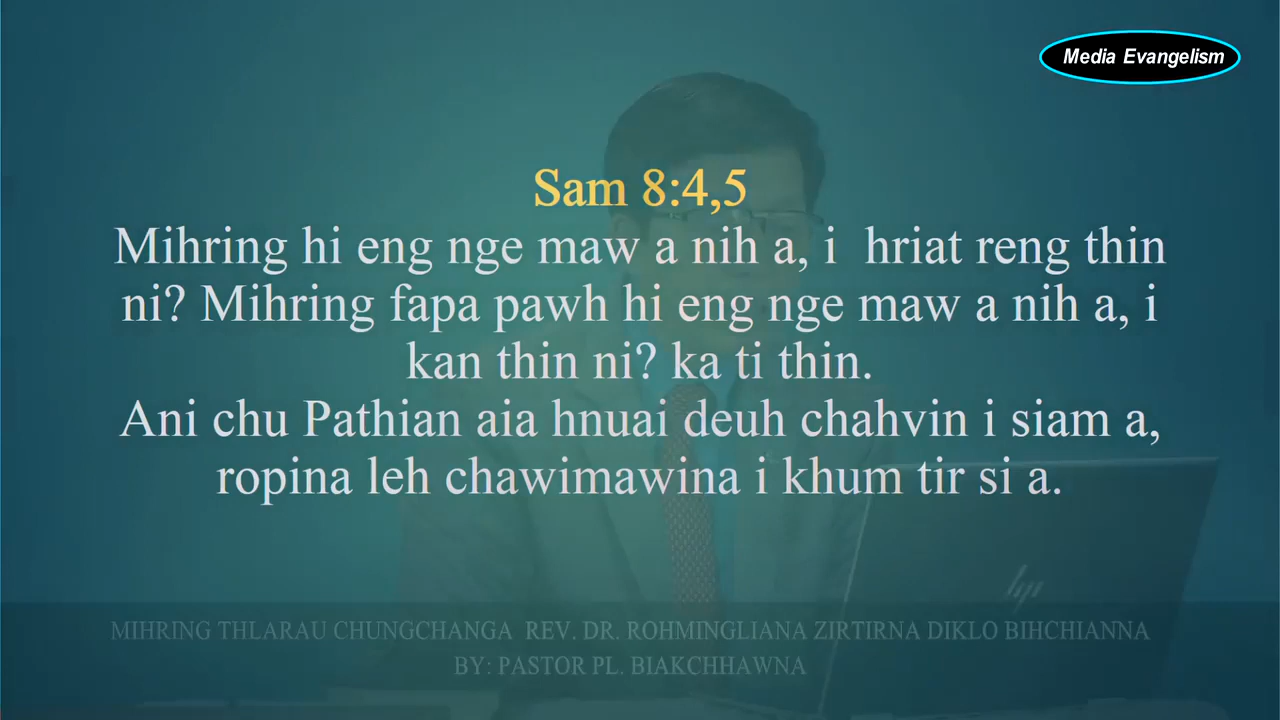 Media Evangelism
Sam 8:4,5
Mihring hi eng nge maw a nih a, i hriat reng thin
ni? Mihring fapa pawh hi eng nge maw a nih a, i
kan thin ni? ka ti thin.
Ani chu Pathian aia hnuai deuh chahvin i siam a,
ropina leh chawimawina i khum tir si a.
MIHRING THLARAU CHUNGCHANGA REV. DR. ROHMINGLIANA ZIRTIRNA DIKLO BIHCHIANNA
BY: PASTOR PL. BIAKCHHAWNA
hp